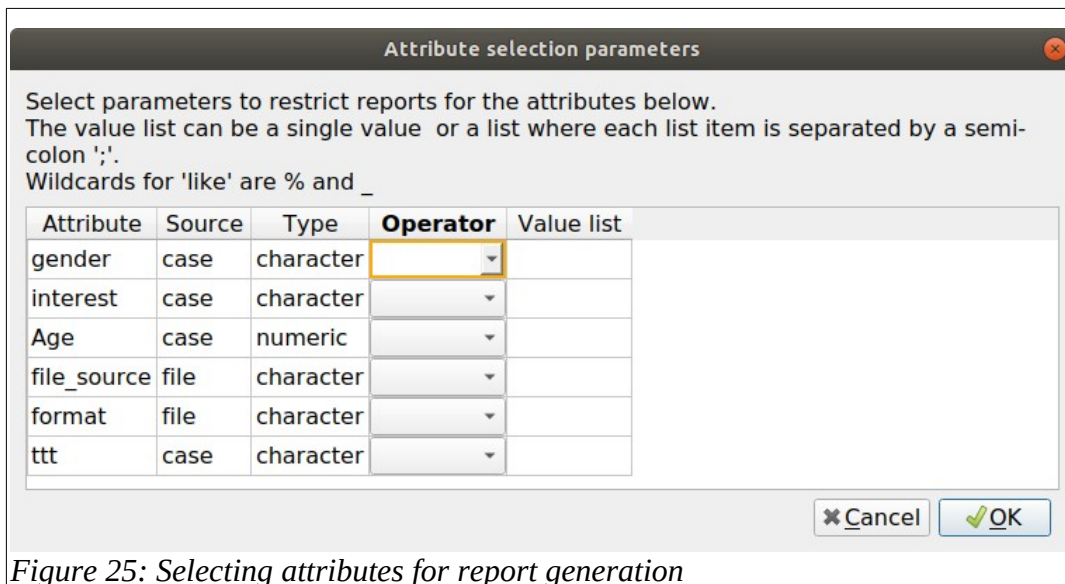 Attribute selection parameters
Select parameters to restrict reports for the attributes below.
The value list can be a single value  or a list where each list item is separated by a semi-
colon ';'.
Wildcards for 'like' are % and _
Attribute Source Type Operator Value list
gender case character
interest case character
Age case numeric
file_source file character
format file character
ttt case character
Cancel OK
Figure 25: Selecting attributes for report generation